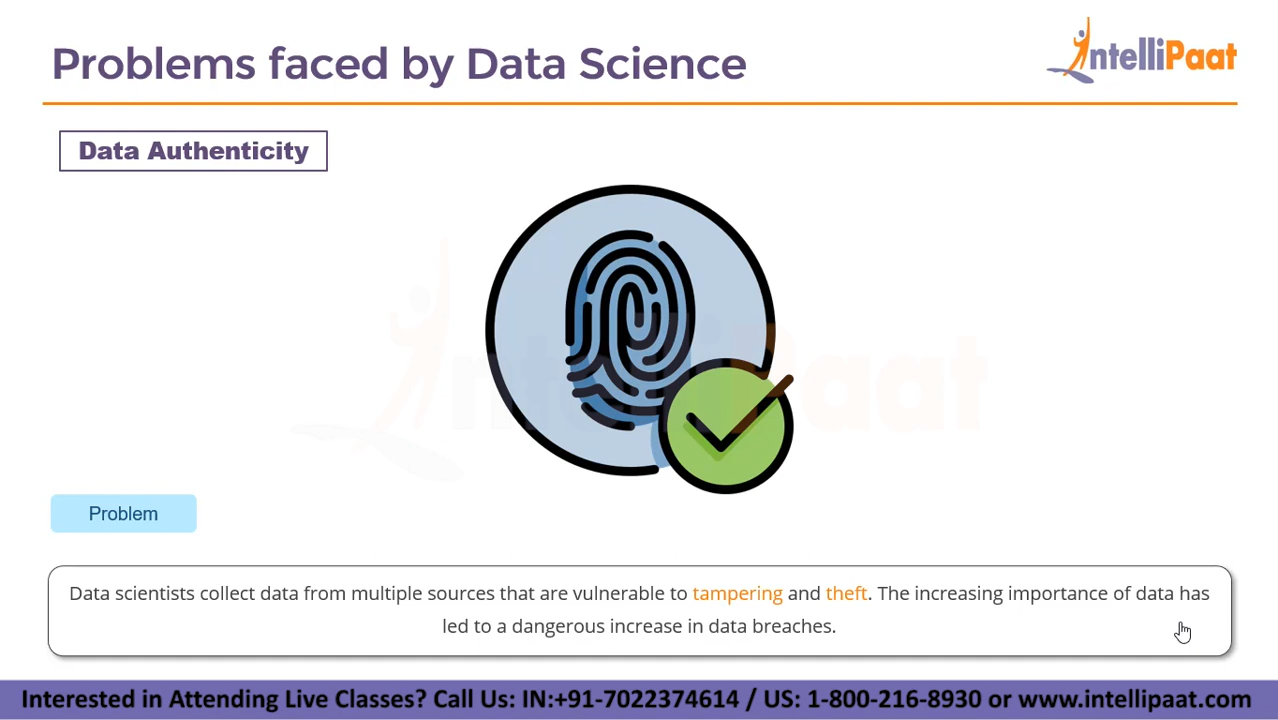 Problems faced by Data Science
IntelliPaat
Data Authenticity
IntelliPaat
Problem
Data scientists collect data from multiple sources that are vulnerable to tampering and theft. The increasing importance of data has
led to a dangerous increase in data breaches.
Interested in Attending Live Classes? Call Us: IN:+91-7022374614 / US: 1-800-216-8930 or www.intellipaat.com